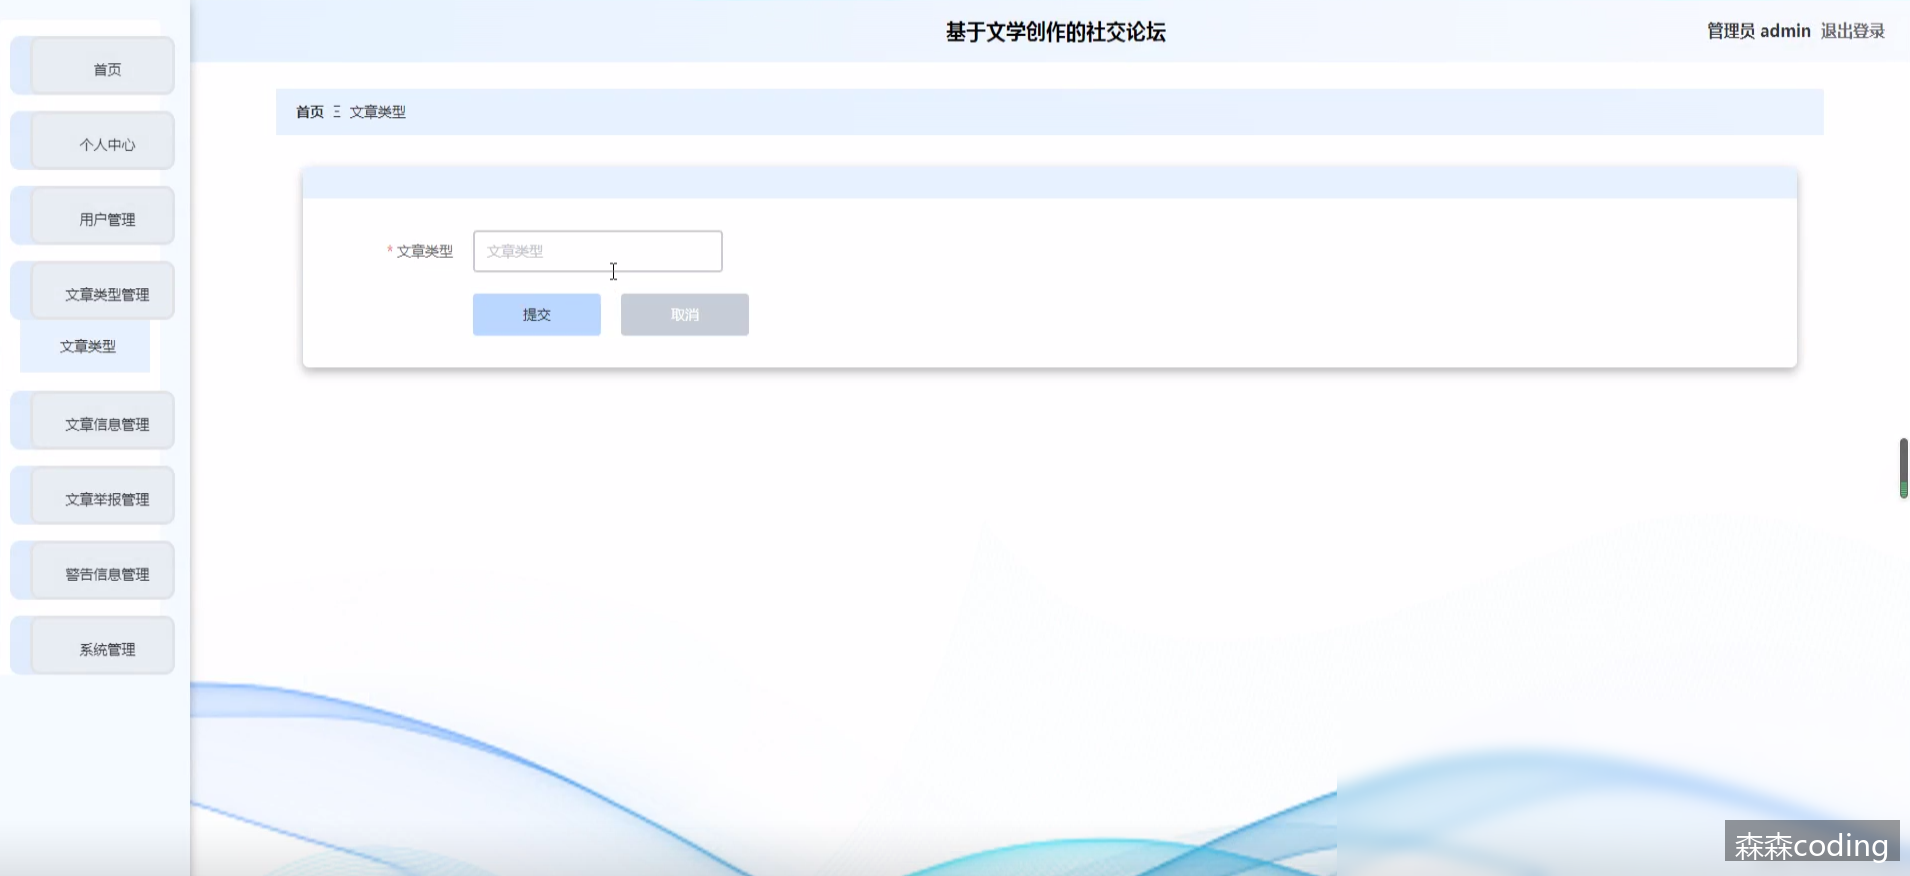 基于文学创作的社交论坛
管理员 admin 退出登录
首页
个人中心
用户管理
文章类型管理
文章类型
文章信息管理
文章举报管理
警告信息管理
系统管理
首页 Ξ 文章类型
* 文章类型 文章类型
提交 取消
森森coding